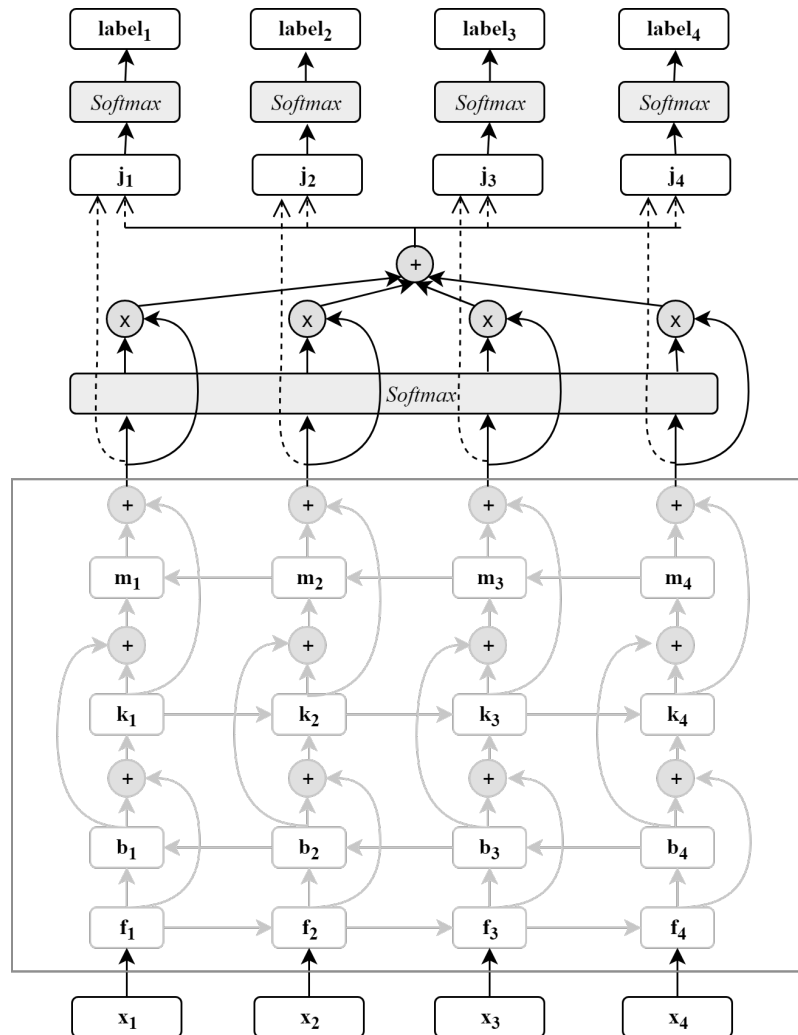 label₁ label₂ label₃ label₄
Softmax Softmax Softmax Softmax
j₁ j₂ j₃ j₄
+
x x x x
Softmax
+ + + +
m₁ m₂ m₃ m₄
+ + + +
k₁ k₂ k₃ k₄
+ + + +
b₁ b₂ b₃ b₄
f₁ f₂ f₃ f₄
x₁ x₂ x₃ x₄